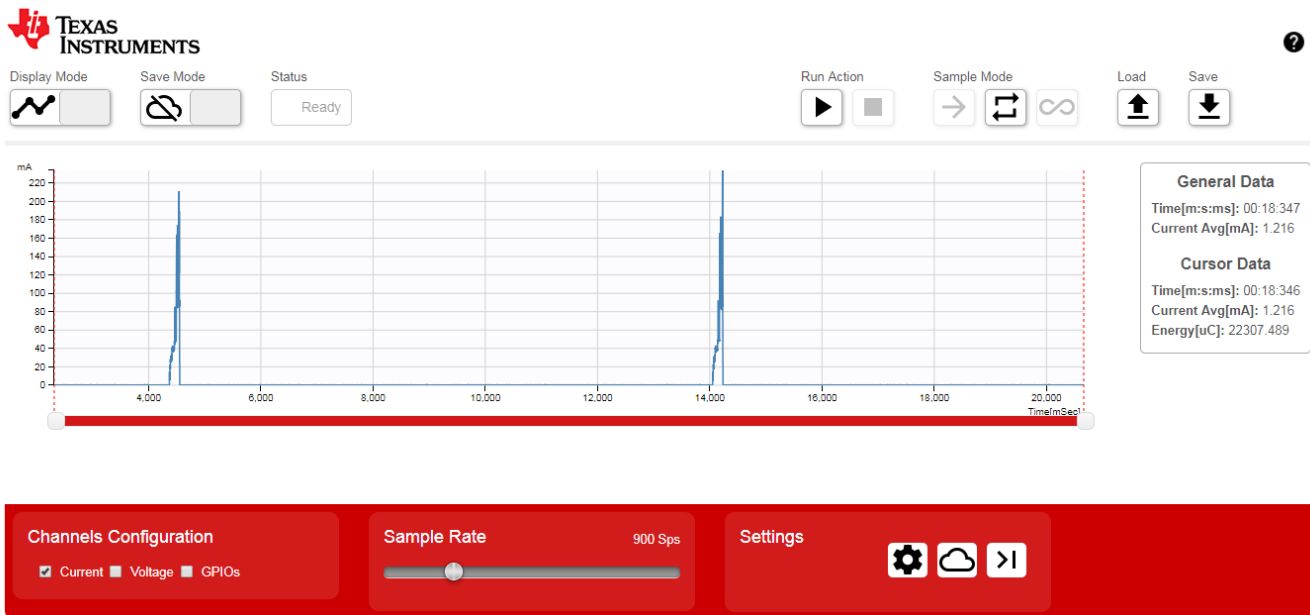 TEXAS
INSTRUMENTS
?
Display Mode Save Mode Status Run Action Sample Mode Load Save
Ready
mA
220
200
180
160
140
120
100
80
60
40
20
0
4,000 6,000 8,000 10,000 12,000 14,000 16,000 18,000 20,000
Time[mSec]
General Data
Time[m:s:ms]: 00:18:347
Current Avg[mA]: 1.216
Cursor Data
Time[m:s:ms]: 00:18:346
Current Avg[mA]: 1.216
Energy[uC]: 22307.489
Channels Configuration
Current Voltage GPIOs
Sample Rate 900 Sps
Settings